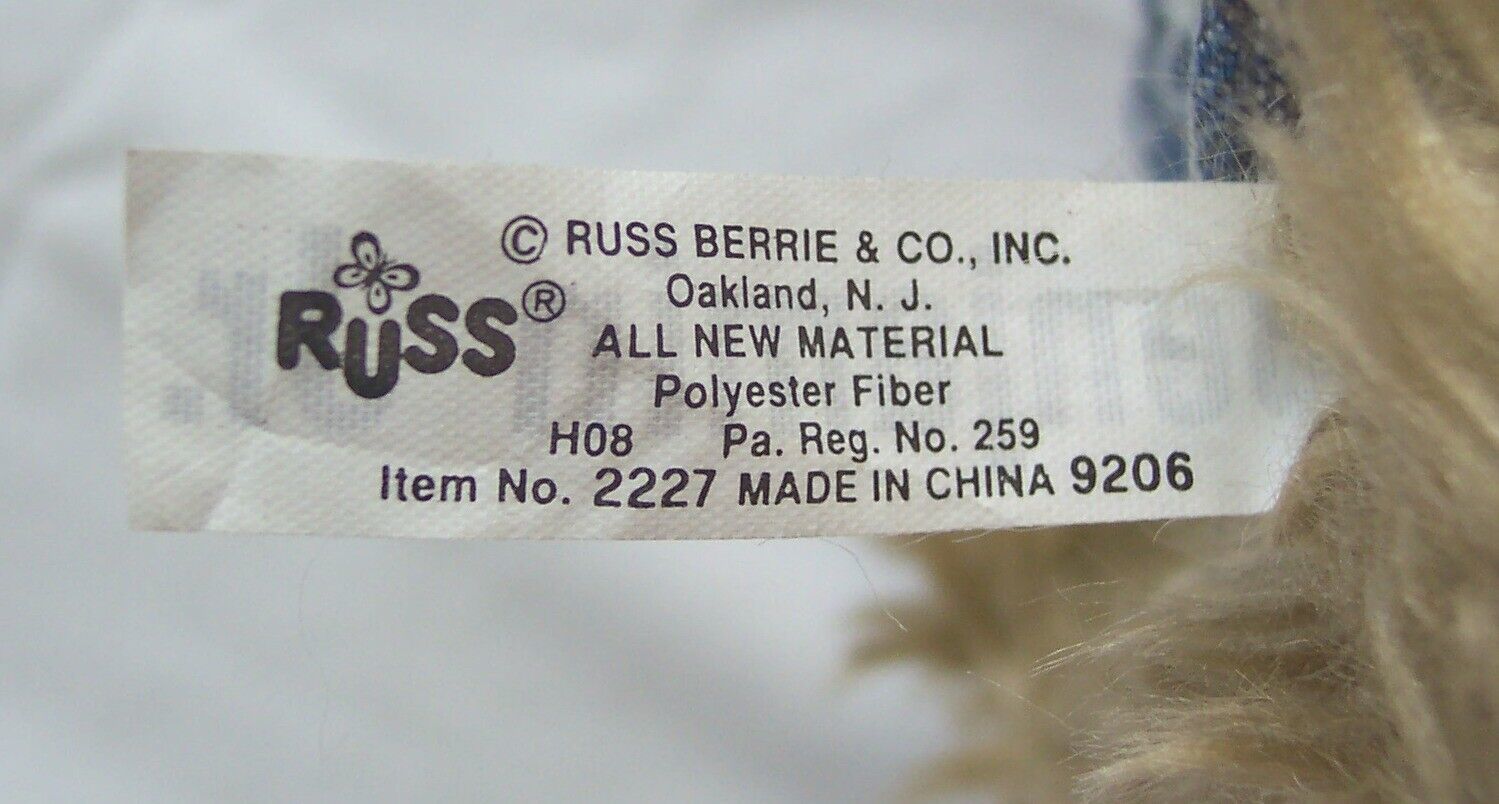 RUSS®
© RUSS BERRIE & CO., INC.
Oakland, N. J.
ALL NEW MATERIAL
Polyester Fiber
H08 Pa. Reg. No. 259
Item No. 2227 MADE IN CHINA 9206